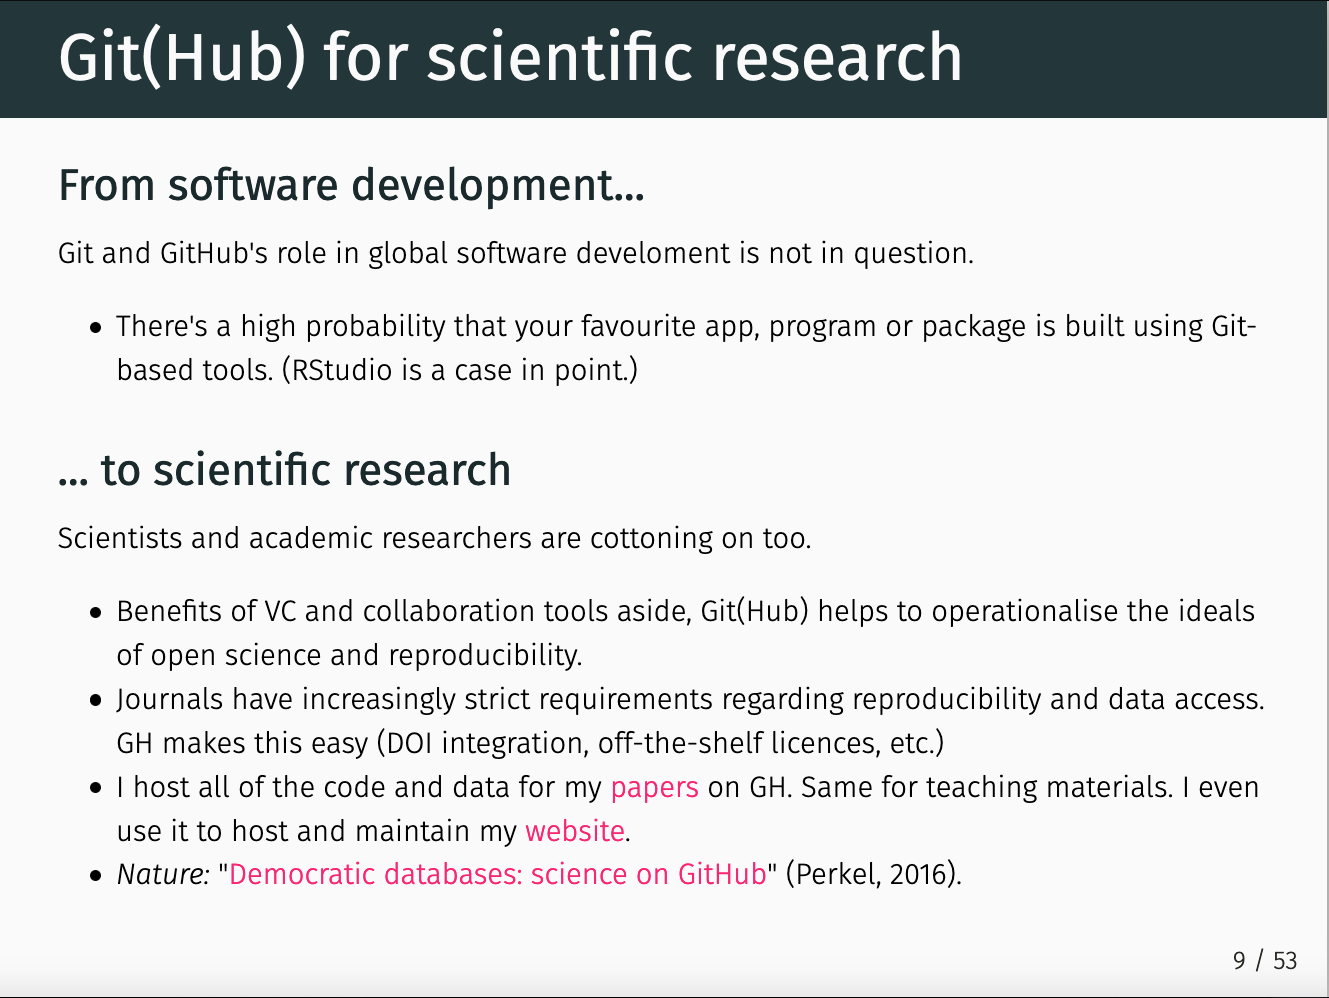 Git(Hub) for scientific research
From software development...
Git and GitHub's role in global software develoment is not in question.
• There's a high probability that your favourite app, program or package is built using Git-
based tools. (RStudio is a case in point.)
... to scientific research
Scientists and academic researchers are cottoning on too.
• Benefits of VC and collaboration tools aside, Git(Hub) helps to operationalise the ideals
of open science and reproducibility.
• Journals have increasingly strict requirements regarding reproducibility and data access.
GH makes this easy (DOI integration, off-the-shelf licences, etc.)
• I host all of the code and data for my papers on GH. Same for teaching materials. I even
use it to host and maintain my website.
• Nature: "Democratic databases: science on GitHub" (Perkel, 2016).
9 / 53